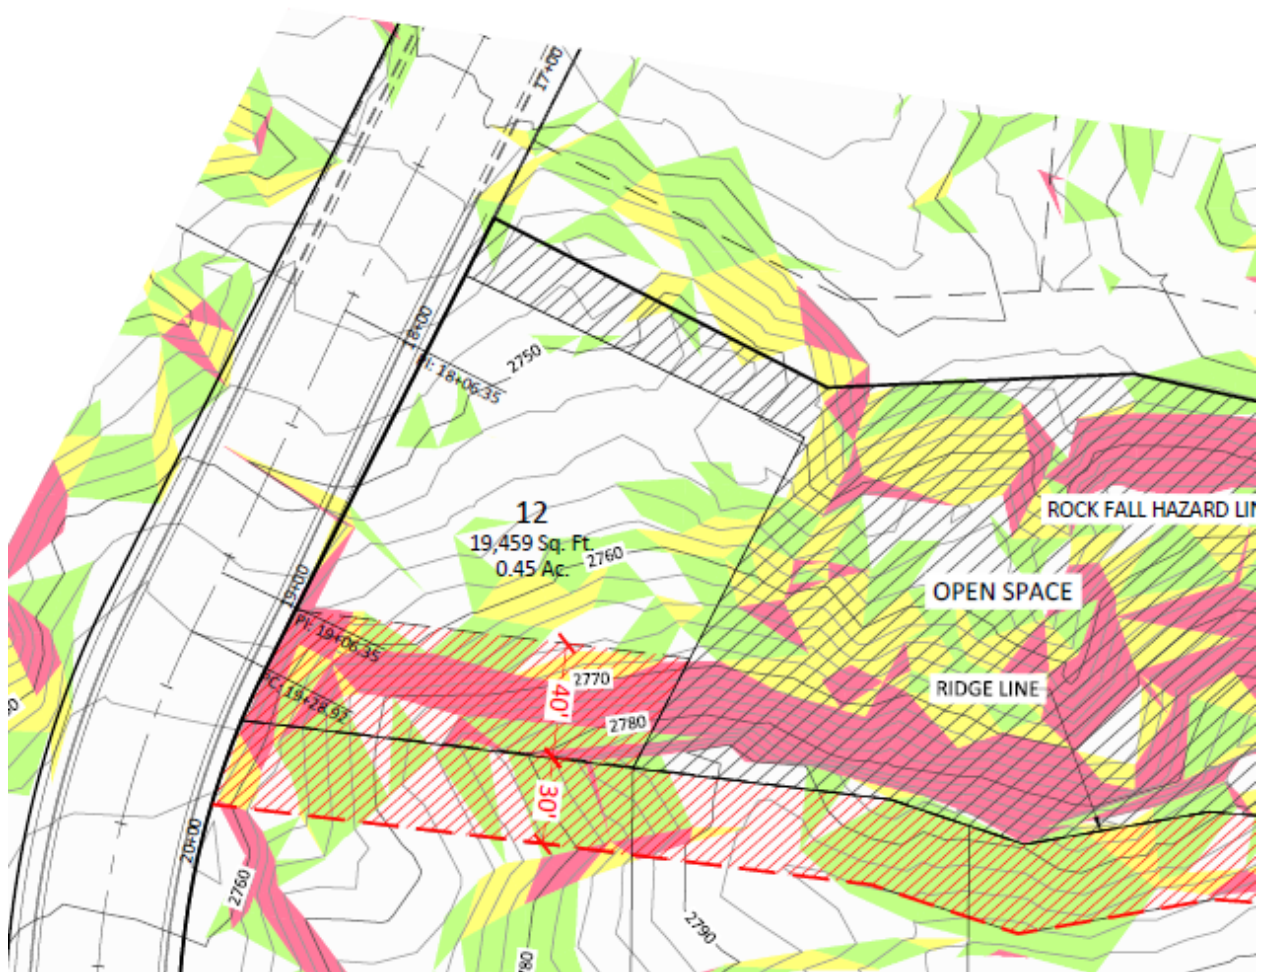 17+00
18+00
PI: 18+06.35
2750
12
19,459 Sq. Ft.
0.45 Ac.
2760
ROCK FALL HAZARD LIN
OPEN SPACE
19+00
PI: 19+06.35
2770
RIDGE LINE
PC: 19+28.92
40'
2780
30'
20+00
2760
2790
80